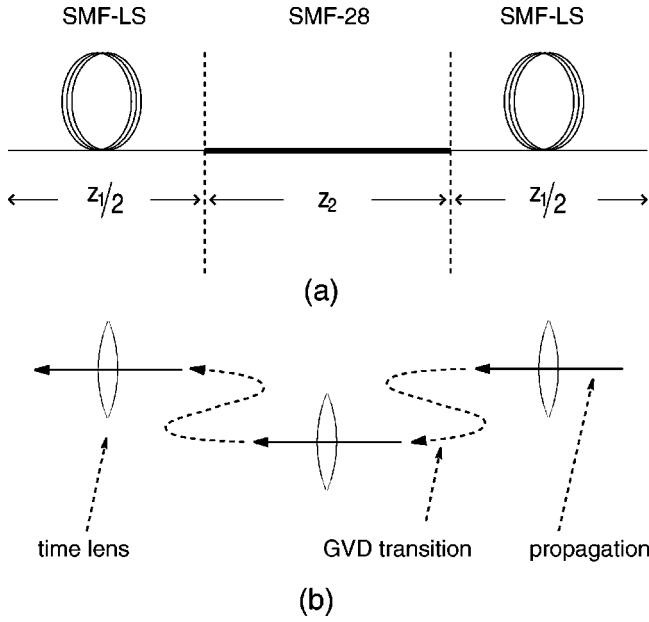 SMF-LS SMF-28 SMF-LS
z1/2 z2 z1/2
(a)
time lens GVD transition propagation
(b)